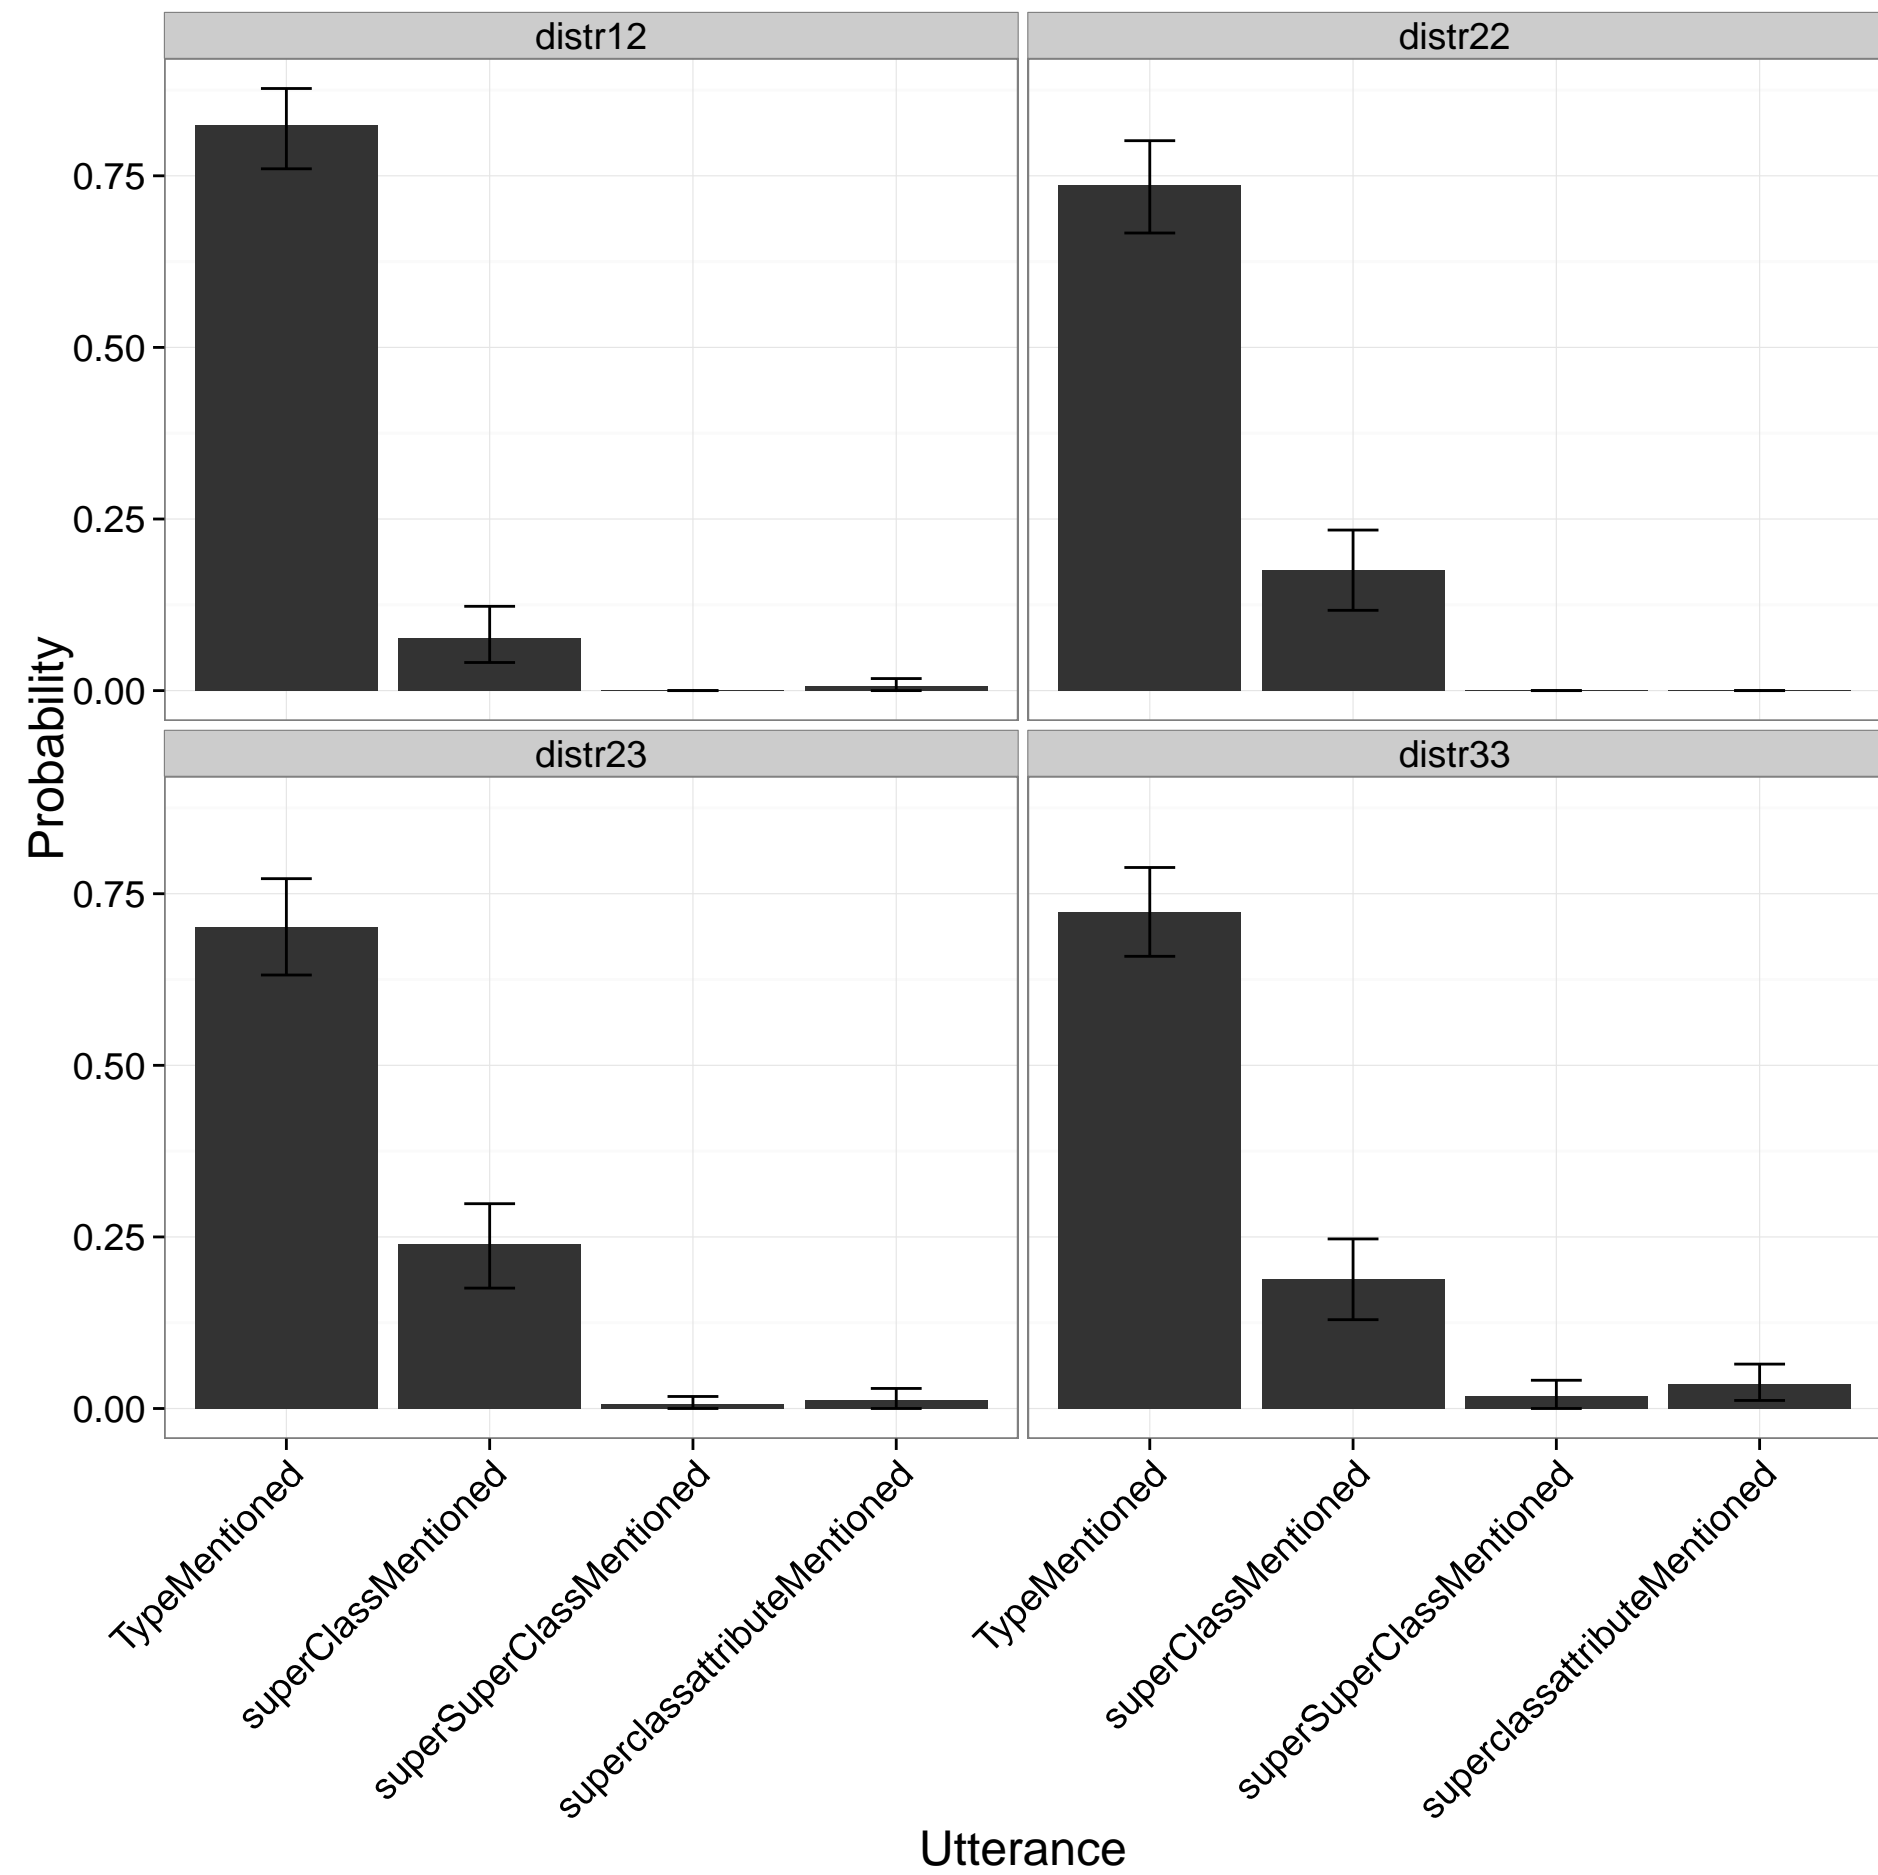 distr12
distr22
0.75
0.50
0.25
0.00
distr23
distr33
0.75
0.50
0.25
0.00
Probability
TypeMentioned
superClassMentioned
superSuperClassMentioned
superclassattributeMentioned
TypeMentioned
superClassMentioned
superSuperClassMentioned
superclassattributeMentioned
Utterance